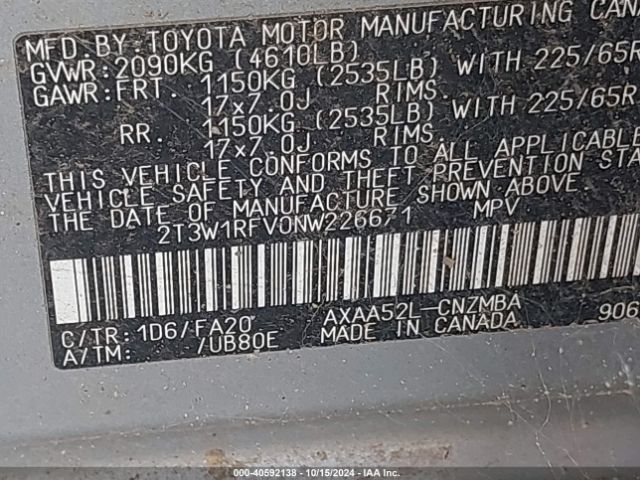 MFD. BY: TOYOTA MOTOR MANUFACTURING CANA
GVWR: 2090KG (4610LB)
GAWR: FRT. 1150KG (2535LB) WITH 225/65R
17x7.0J RIMS.
RR. 1150KG (2535LB) WITH 225/65R
17x7.0J RIMS.
THIS VEHICLE CONFORMS TO ALL APPLICABLE
VEHICLE SAFETY AND THEFT PREVENTION STA
THE DATE OF MANUFACTURE SHOWN ABOVE.
2T3W1RFV0NW226671 MPV
C/TR: 1D6/FA20 AXAA52L-CNZMBA
A/TM: /UB80E MADE IN CANADA 906
000-40592138 - 10/15/2024 - IAA Inc.